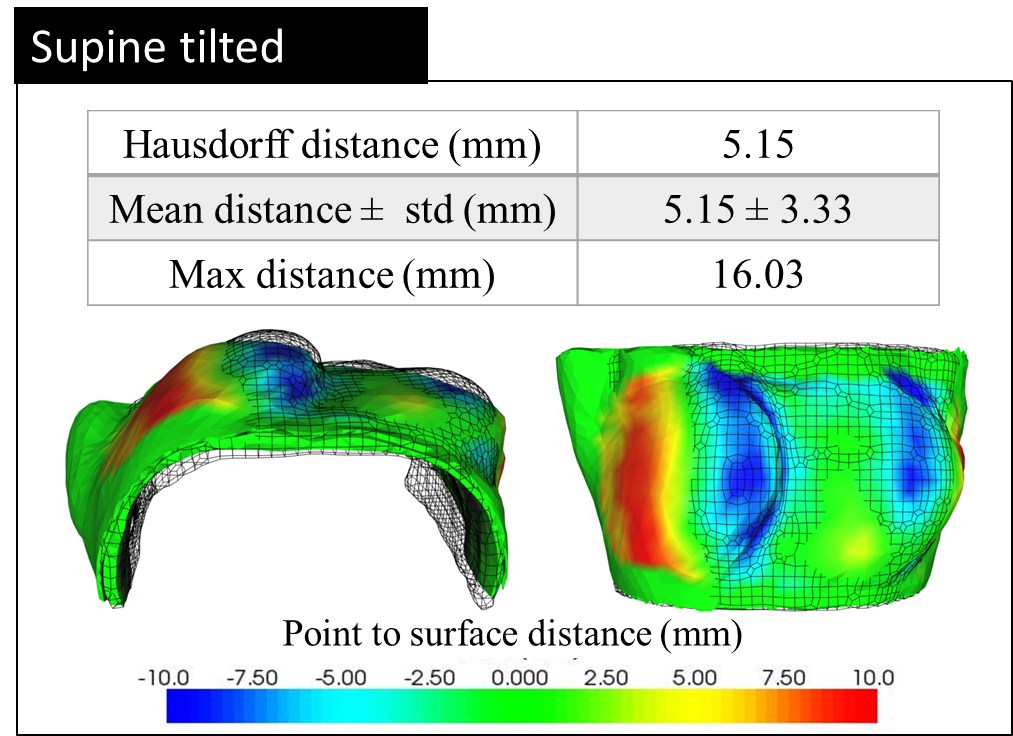 Supine tilted
Hausdorff distance (mm) 5.15
Mean distance ± std (mm) 5.15 ± 3.33
Max distance (mm) 16.03
Point to surface distance (mm)
-10.0 -7.50 -5.00 -2.50 0.000 2.50 5.00 7.50 10.0